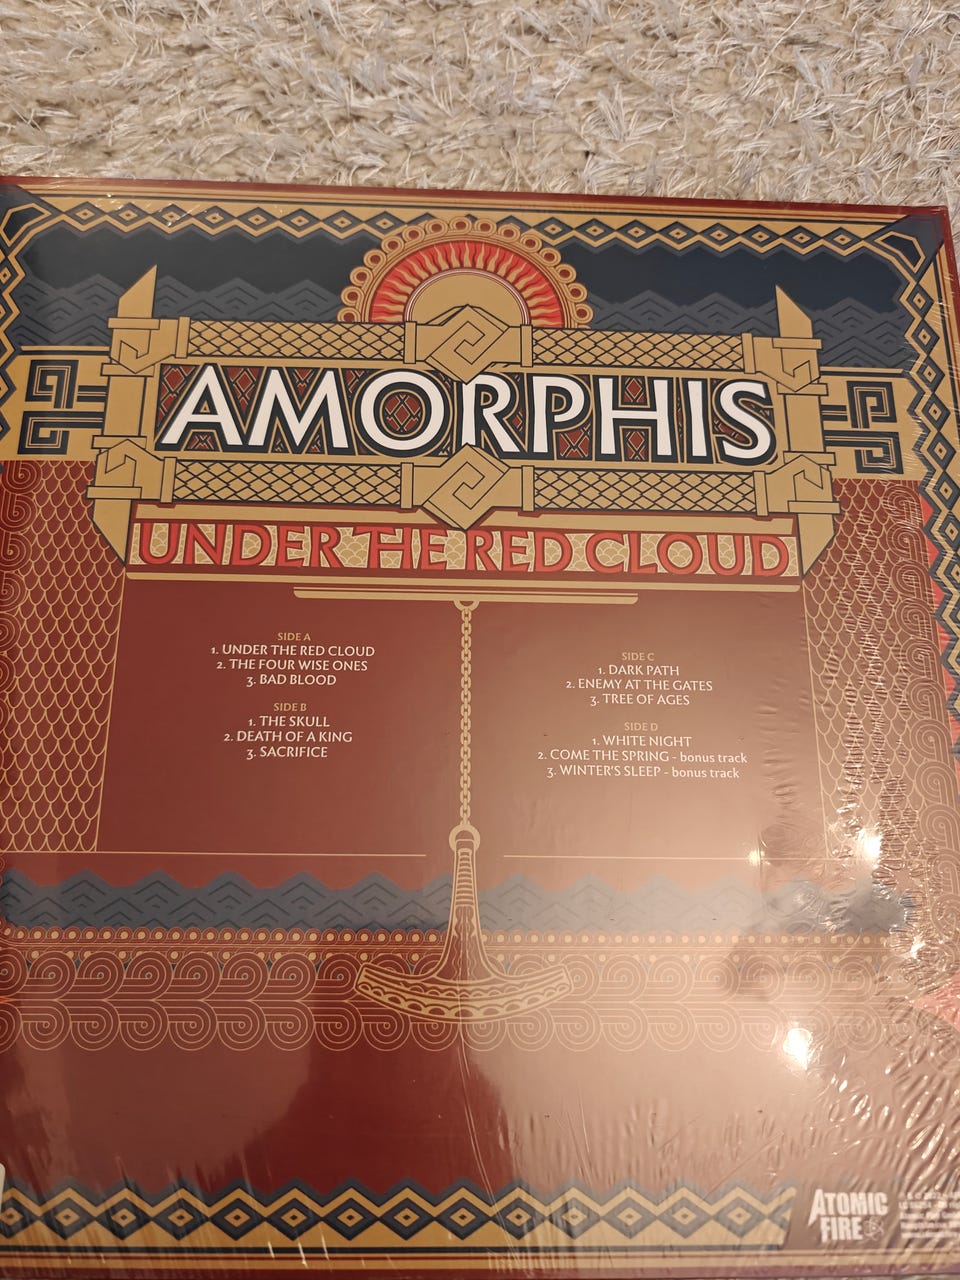 AMORPHIS
UNDER THE RED CLOUD
SIDE A
1. UNDER THE RED CLOUD
2. THE FOUR WISE ONES
3. BAD BLOOD
SIDE B
1. THE SKULL
2. DEATH OF A KING
3. SACRIFICE
SIDE C
1. DARK PATH
2. ENEMY AT THE GATES
3. TREE OF AGES
SIDE D
1. WHITE NIGHT
2. COME THE SPRING - bonus track
3. WINTER'S SLEEP - bonus track
ATOMIC
FIRE